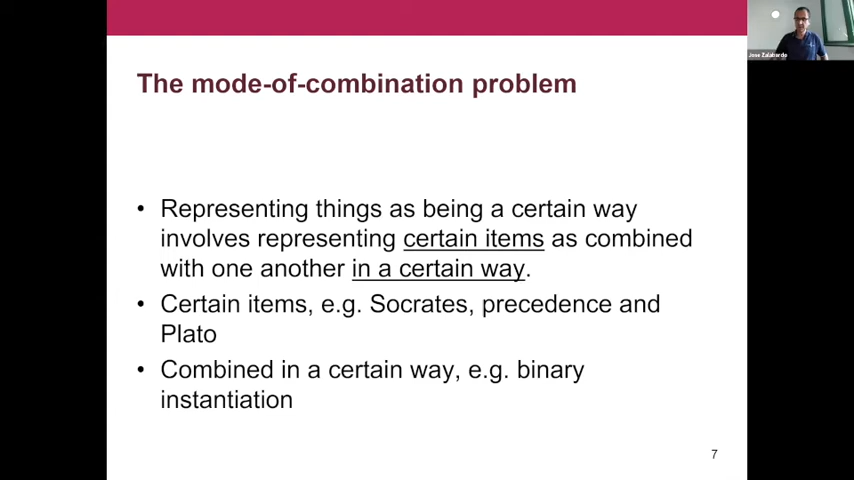 The mode-of-combination problem
Jose Zalabardo
• Representing things as being a certain way
involves representing certain items as combined
with one another in a certain way.
• Certain items, e.g. Socrates, precedence and
Plato
• Combined in a certain way, e.g. binary
instantiation
7